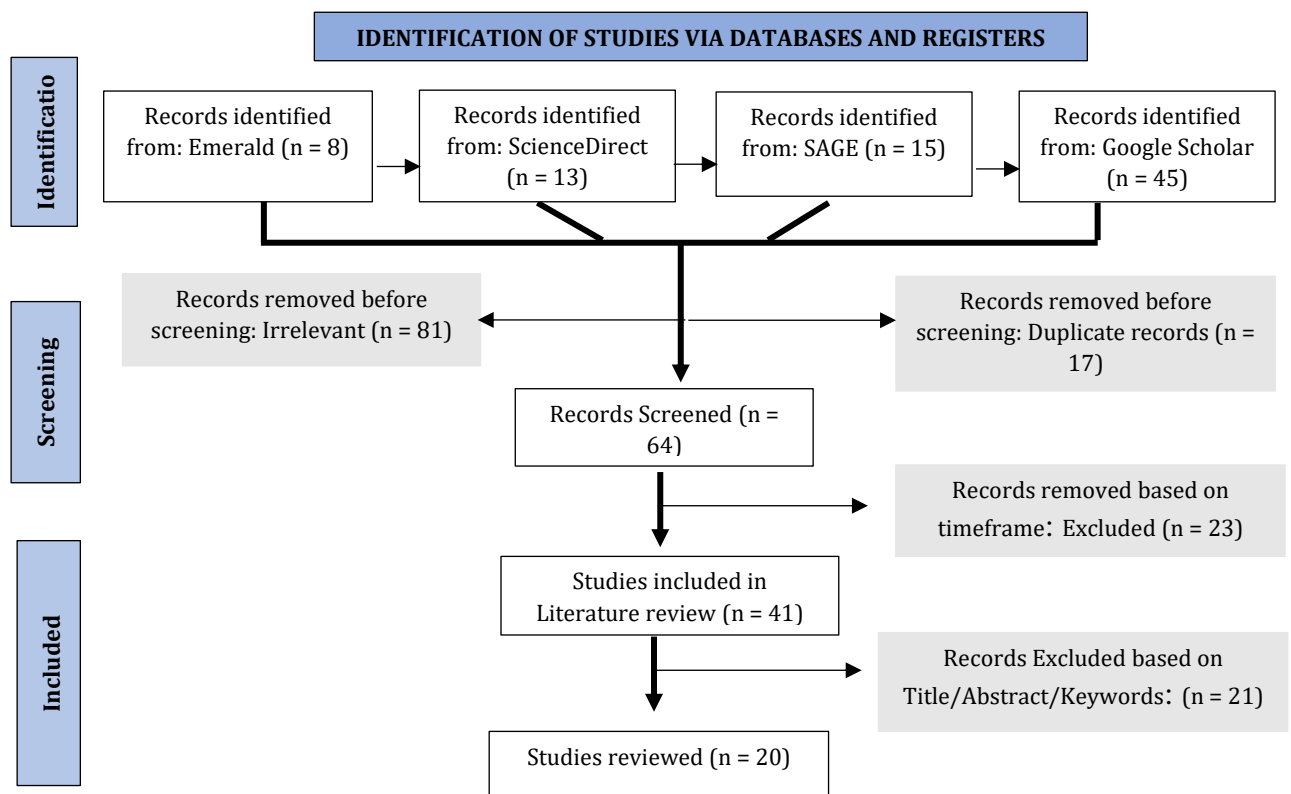 IDENTIFICATION OF STUDIES VIA DATABASES AND REGISTERS
Identificatio
Records identified
from: Emerald (n = 8)
Records identified
from: ScienceDirect
(n = 13)
Records identified
from: SAGE (n = 15)
Records identified
from: Google Scholar
(n = 45)
Screening
Records removed before
screening: Irrelevant (n = 81)
Records removed before
screening: Duplicate records (n =
17)
Records Screened (n =
64)
Records removed based on
timeframe: Excluded (n = 23)
Included
Studies included in
Literature review (n = 41)
Records Excluded based on
Title/Abstract/Keywords: (n = 21)
Studies reviewed (n = 20)